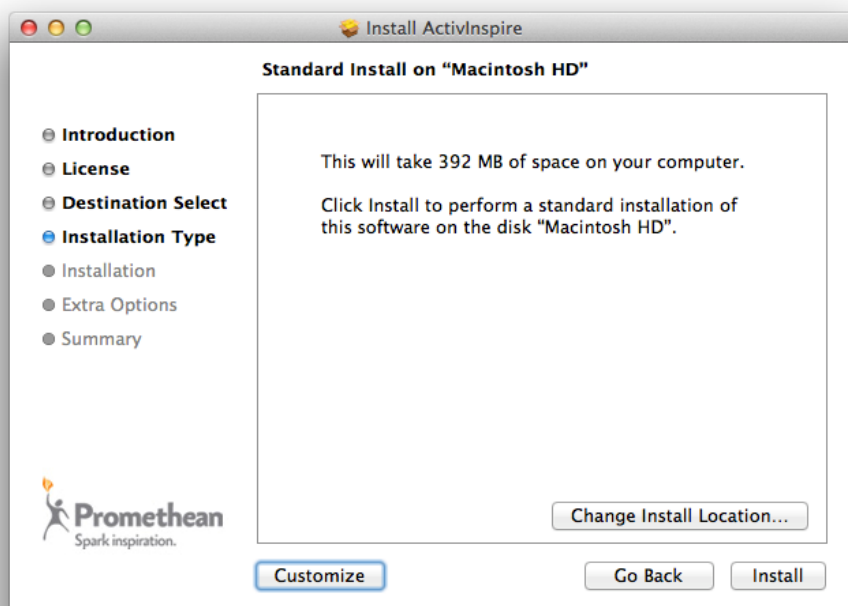 Install ActivInspire
Standard Install on “Macintosh HD”
Introduction
License
Destination Select
Installation Type
Installation
Extra Options
Summary
This will take 392 MB of space on your computer.
Click Install to perform a standard installation of
this software on the disk “Macintosh HD”.
Promethean
Spark inspiration.
Change Install Location...
Customize
Go Back
Install